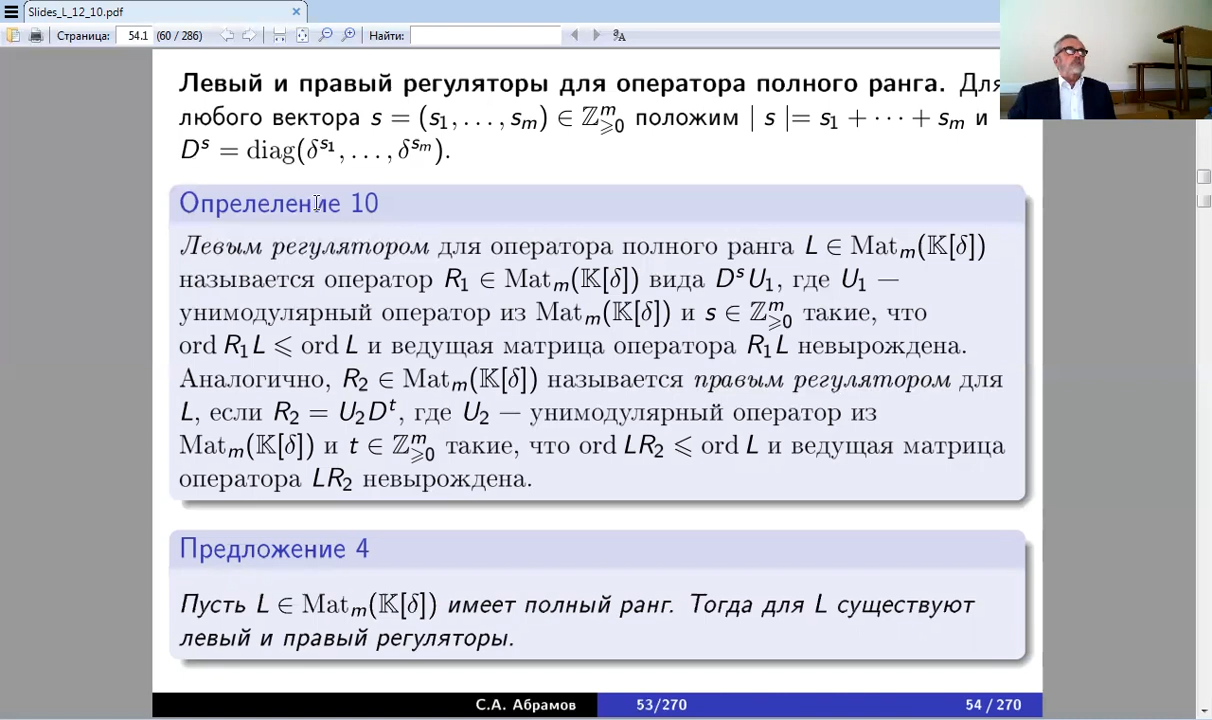 Slides_L_12_10.pdf
Страница: 54.1 (60 / 286) Найти:
Левый и правый регуляторы для оператора полного ранга. Для
любого вектора s = (s₁, . . . , sₘ) ∈ ℤᵐ⩾₀ положим | s |= s₁ + · · · + sₘ и
Dˢ = diag(δˢ¹, . . . , δˢᵐ).
Опрелеление 10
Левым регулятором для оператора полного ранга L ∈ Matₘ(𝕂[δ])
называется оператор R₁ ∈ Matₘ(𝕂[δ]) вида DˢU₁, где U₁ —
унимодулярный оператор из Matₘ(𝕂[δ]) и s ∈ ℤᵐ⩾₀ такие, что
ord R₁L ⩽ ord L и ведущая матрица оператора R₁L невырождена.
Аналогично, R₂ ∈ Matₘ(𝕂[δ]) называется правым регулятором для
L, если R₂ = U₂Dᵗ, где U₂ — унимодулярный оператор из
Matₘ(𝕂[δ]) и t ∈ ℤᵐ⩾₀ такие, что ord LR₂ ⩽ ord L и ведущая матрица
оператора LR₂ невырождена.
Предложение 4
Пусть L ∈ Matₘ(𝕂[δ]) имеет полный ранг. Тогда для L существуют
левый и правый регуляторы.
С.А. Абрамов 53/270 54 / 270